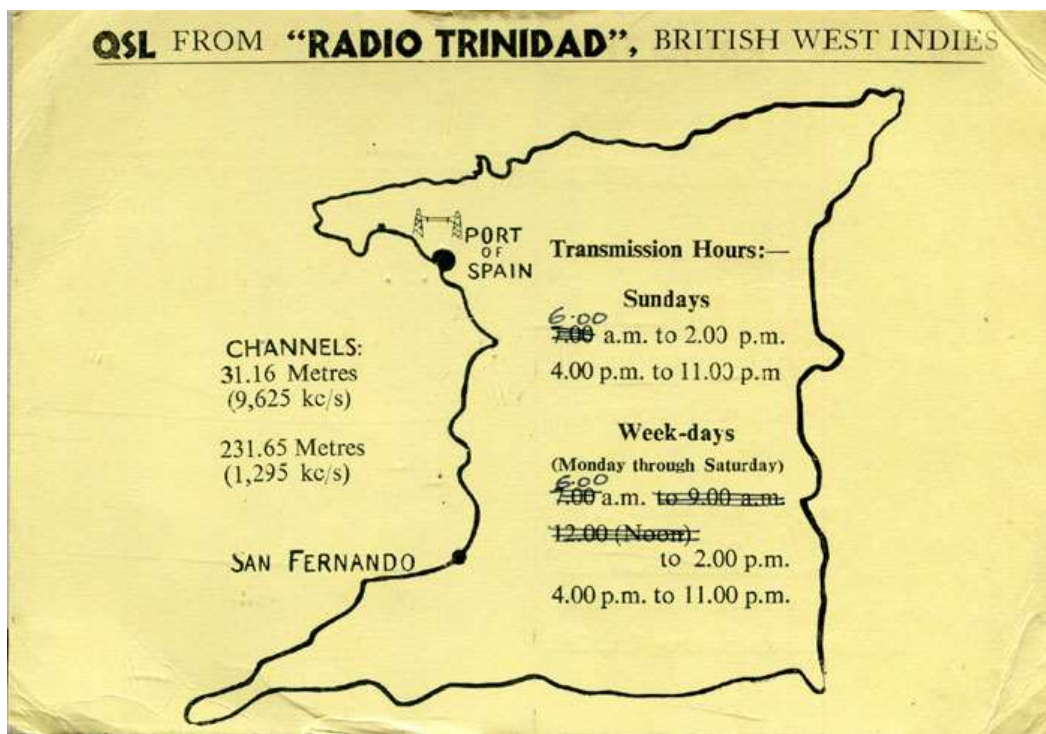 QSL FROM "RADIO TRINIDAD", BRITISH WEST INDIES
PORT
OF
SPAIN
CHANNELS:
31.16 Metres
(9,625 kc/s)
231.65 Metres
(1,295 kc/s)
SAN FERNANDO
Transmission Hours:—
Sundays
6.00
7.00 a.m. to 2.00 p.m.
4.00 p.m. to 11.00 p.m
Week-days
(Monday through Saturday)
6.00
7.00 a.m. to 9.00 a.m.
12.00 (Noon)
to 2.00 p.m.
4.00 p.m. to 11.00 p.m.